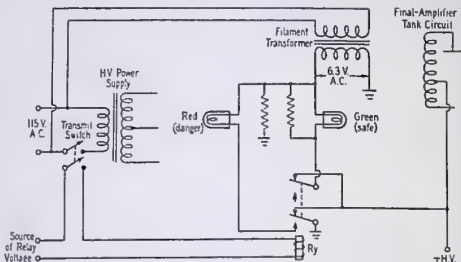 Final-Amplifier
Tank Circuit
Filament
Transformer
HV Power
Supply
6.3 V.
A.C.
115 V.
A.C.
Transmit
Switch
Red
(danger)
Green
(safe)
Source
of Relay
Voltage
Ry
+H.V.